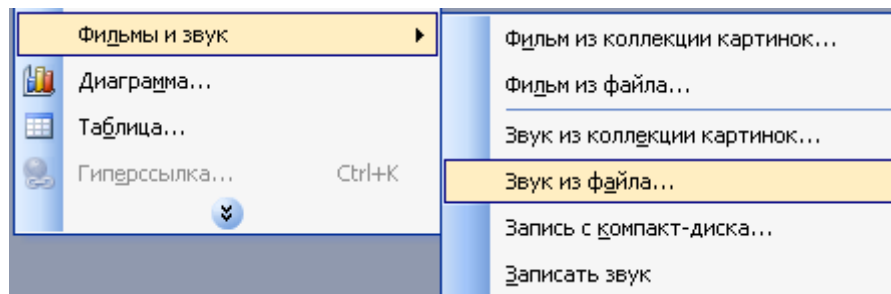 Фильмы и звук
Диаграмма...
Таблица...
Гиперссылка... Ctrl+K
Фильм из коллекции картинок...
Фильм из файла...
Звук из коллекции картинок...
Звук из файла...
Запись с компакт-диска...
Записать звук